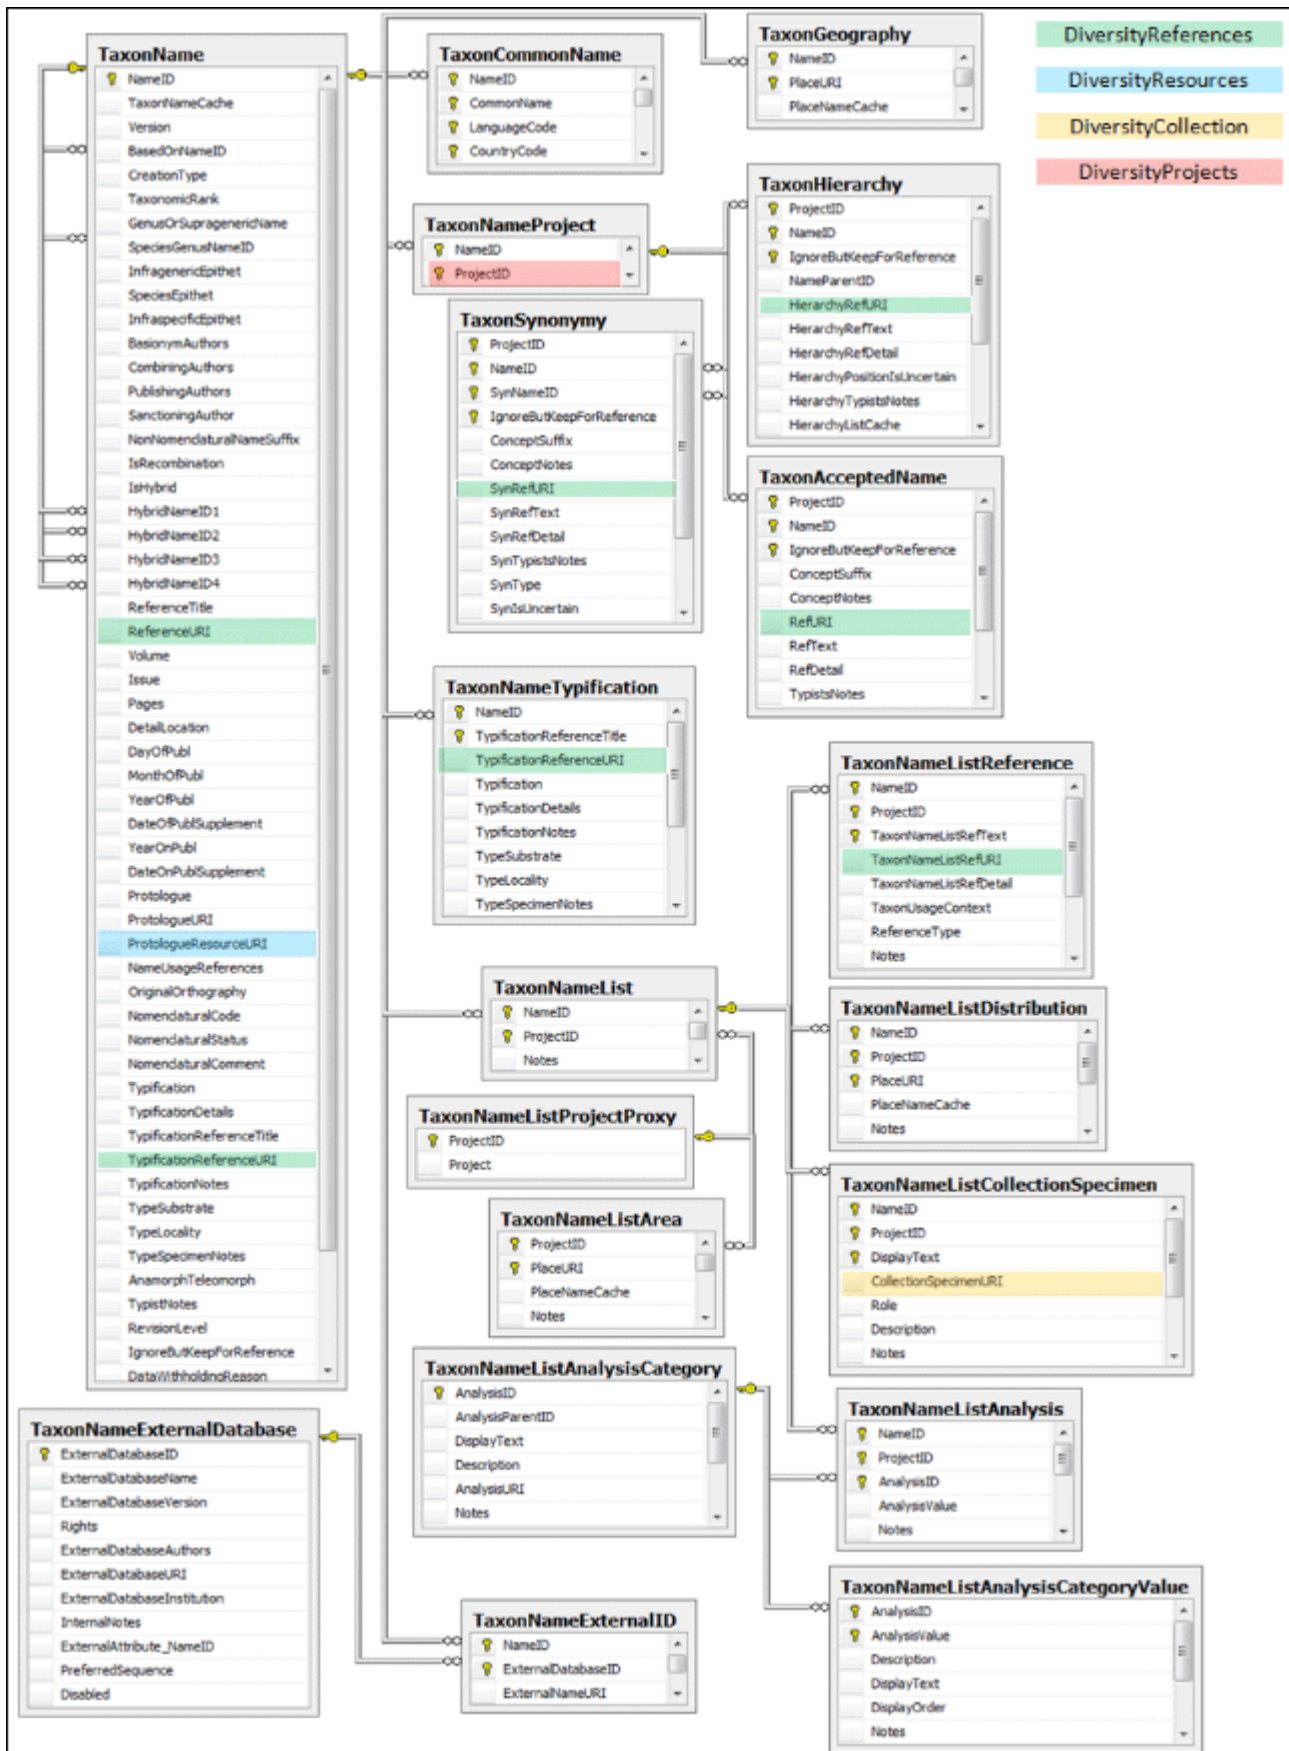 TaxonName
NameID
TaxonNameCache
Version
BasedOnNameID
CreationType
TaxonomicRank
GenusOrSupragenericName
SpeciesGenusNameID
InfragenericEpithet
SpeciesEpithet
InfraspecificEpithet
BasionymAuthors
CombiningAuthors
PublishingAuthors
SanctioningAuthor
NonNomenclaturalNameSuffix
IsRecombination
IsHybrid
HybridNameID1
HybridNameID2
HybridNameID3
HybridNameID4
ReferenceTitle
ReferenceURI
Volume
Issue
Pages
DetailLocation
DayOfPubl
MonthOfPubl
YearOfPubl
DateOfPublSupplement
YearOnPubl
DateOnPublSupplement
Protologue
ProtologueURI
ProtologueResourceURI
NameUsageReferences
OriginalOrthography
NomenclaturalCode
NomenclaturalStatus
NomenclaturalComment
Typification
TypificationDetails
TypificationReferenceTitle
TypificationReferenceURI
TypificationNotes
TypeSubstrate
TypeLocality
TypeSpecimenNotes
AnamorphTeleomorph
TypistNotes
RevisionLevel
IgnoreButKeepForReference
DataWithholdingReason
TaxonNameExternalDatabase
ExternalDatabaseID
ExternalDatabaseName
ExternalDatabaseVersion
Rights
ExternalDatabaseAuthors
ExternalDatabaseURI
ExternalDatabaseInstitution
InternalNotes
ExternalAttribute_NameID
PreferredSequence
Disabled
TaxonCommonName
NameID
CommonName
LanguageCode
CountryCode
TaxonNameProject
NameID
ProjectID
TaxonSynonymy
ProjectID
NameID
SynNameID
IgnoreButKeepForReference
ConceptSuffix
ConceptNotes
SynRefURI
SynRefText
SynRefDetail
SynTypistsNotes
SynType
SynIsUncertain
TaxonNameTypification
NameID
TypificationReferenceTitle
TypificationReferenceURI
Typification
TypificationDetails
TypificationNotes
TypeSubstrate
TypeLocality
TypeSpecimenNotes
TaxonNameList
NameID
ProjectID
Notes
TaxonNameListProjectProxy
ProjectID
Project
TaxonNameListArea
ProjectID
PlaceURI
PlaceNameCache
Notes
TaxonNameListAnalysisCategory
AnalysisID
AnalysisParentID
DisplayText
Description
AnalysisURI
Notes
TaxonNameExternalID
NameID
ExternalDatabaseID
ExternalNameURI
TaxonGeography
NameID
PlaceURI
PlaceNameCache
TaxonHierarchy
ProjectID
NameID
IgnoreButKeepForReference
NameParentID
HierarchyRefURI
HierarchyRefText
HierarchyRefDetail
HierarchyPositionIsUncertain
HierarchyTypistsNotes
HierarchyListCache
TaxonAcceptedName
ProjectID
NameID
IgnoreButKeepForReference
ConceptSuffix
ConceptNotes
RefURI
RefText
RefDetail
TypistsNotes
TaxonNameListReference
NameID
ProjectID
TaxonNameListRefText
TaxonNameListRefURI
TaxonNameListRefDetail
TaxonUsageContext
ReferenceType
Notes
TaxonNameListDistribution
NameID
ProjectID
PlaceURI
PlaceNameCache
Notes
TaxonNameListCollectionSpecimen
NameID
ProjectID
DisplayText
CollectionSpecimenURI
Role
Description
Notes
TaxonNameListAnalysis
NameID
ProjectID
AnalysisID
AnalysisValue
Notes
TaxonNameListAnalysisCategoryValue
AnalysisID
AnalysisValue
Description
DisplayText
DisplayOrder
Notes
DiversityReferences
DiversityResources
DiversityCollection
DiversityProjects